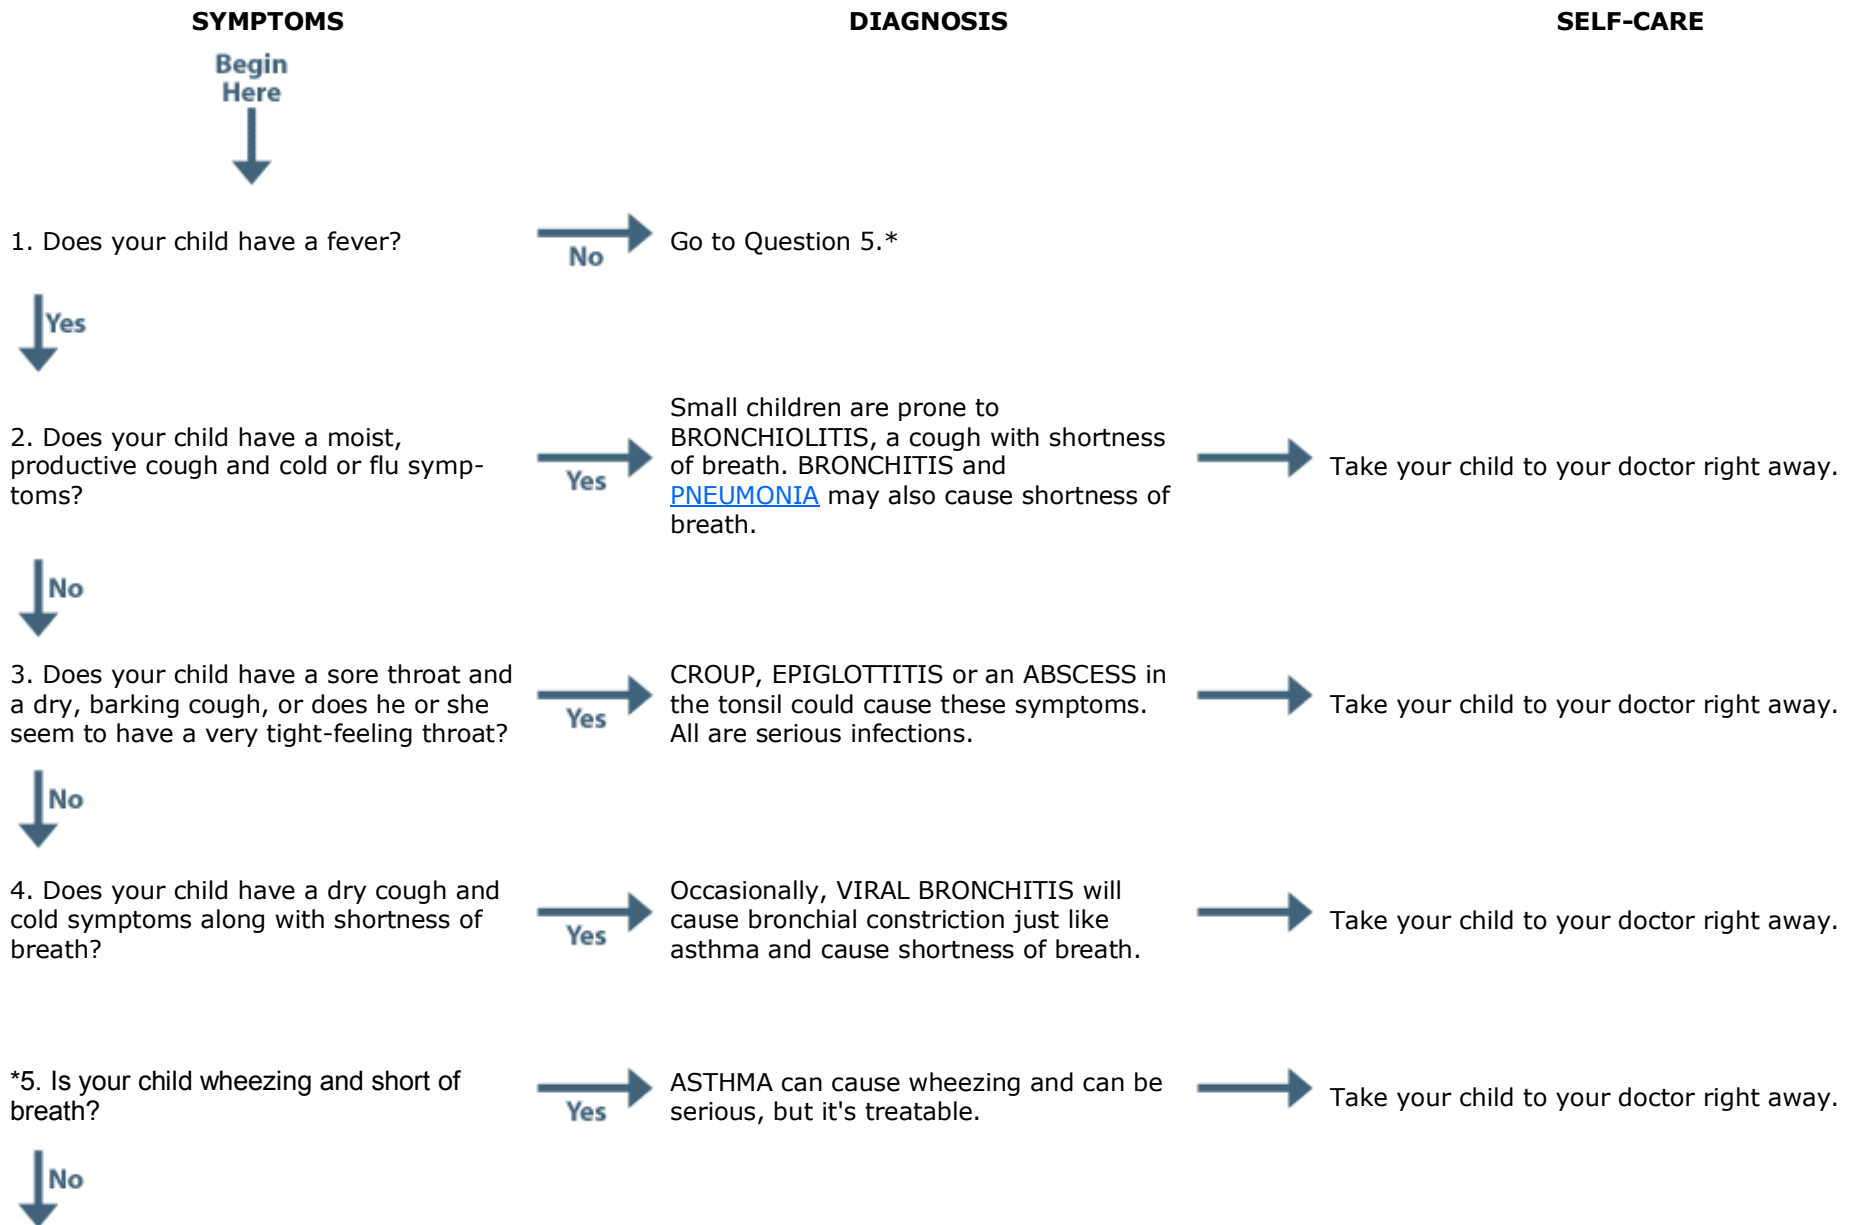 SYMPTOMS DIAGNOSIS SELF-CARE
Begin
Here
1. Does your child have a fever?
No
Go to Question 5.*
Yes
2. Does your child have a moist,
productive cough and cold or flu symp-
toms?
Yes
Small children are prone to
BRONCHIOLITIS, a cough with shortness
of breath. BRONCHITIS and
PNEUMONIA may also cause shortness of
breath.
Take your child to your doctor right away.
No
3. Does your child have a sore throat and
a dry, barking cough, or does he or she
seem to have a very tight-feeling throat?
Yes
CROUP, EPIGLOTTITIS or an ABSCESS in
the tonsil could cause these symptoms.
All are serious infections.
Take your child to your doctor right away.
No
4. Does your child have a dry cough and
cold symptoms along with shortness of
breath?
Yes
Occasionally, VIRAL BRONCHITIS will
cause bronchial constriction just like
asthma and cause shortness of breath.
Take your child to your doctor right away.
*5. Is your child wheezing and short of
breath?
Yes
ASTHMA can cause wheezing and can be
serious, but it's treatable.
Take your child to your doctor right away.
No